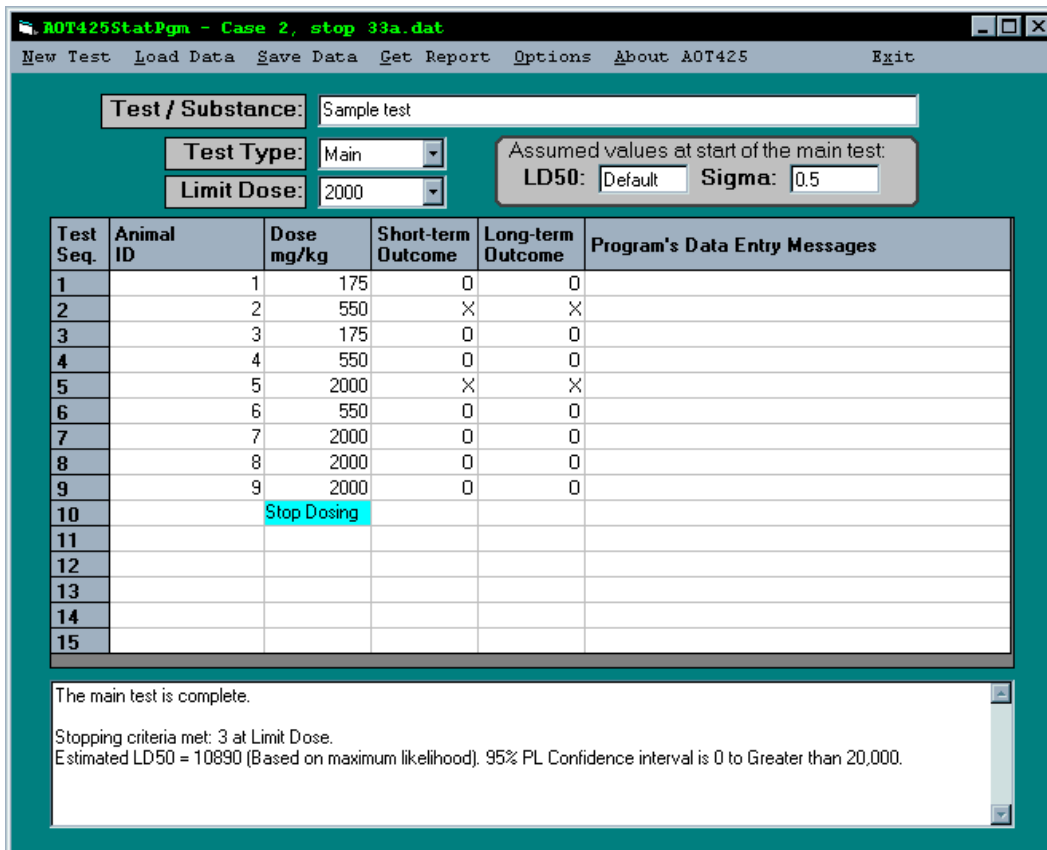 AOT425StatPgm - Case 2, stop 33a.dat
New Test Load Data Save Data Get Report Options About AOT425 Exit
Test / Substance: Sample test
Test Type: Main
Assumed values at start of the main test:
Limit Dose: 2000
LD50: Default Sigma: 0.5
Test Seq. Animal ID Dose mg/kg Short-term Outcome Long-term Outcome Program's Data Entry Messages
1 1 175 O O
2 2 550 X X
3 3 175 O O
4 4 550 O O
5 5 2000 X X
6 6 550 O O
7 7 2000 O O
8 8 2000 O O
9 9 2000 O O
10 Stop Dosing
11
12
13
14
15
The main test is complete.
Stopping criteria met: 3 at Limit Dose.
Estimated LD50 = 10890 (Based on maximum likelihood). 95% PL Confidence interval is 0 to Greater than 20,000.